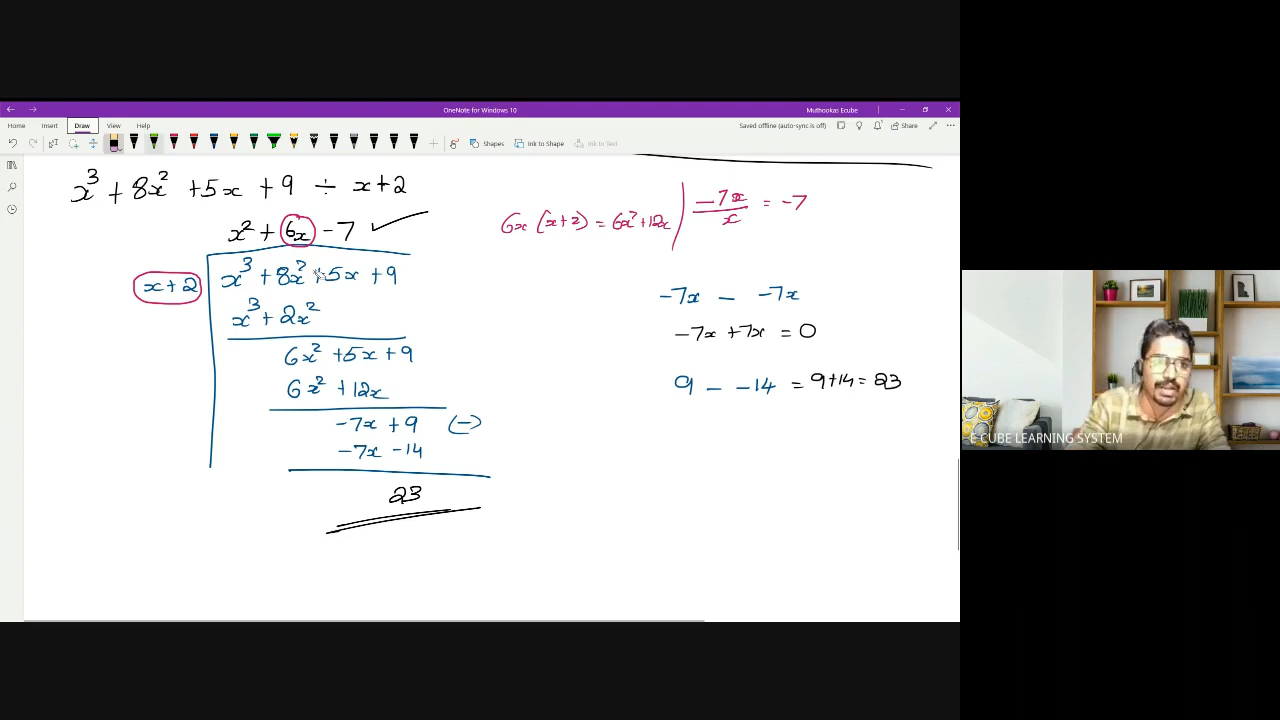 OneNote for Windows 10
Muthookas Ecube
Home Insert Draw View Help
Saved offline (auto-sync is off)
Share
Shapes
Ink to Shape
Ink to Text
x³ + 8x² + 5x + 9 ÷ x+2
x² + 6x - 7
x+2
x³ + 8x² + 5x + 9
x³ + 2x²
6x² + 5x + 9
6x² + 12x
-7x + 9 (-)
-7x - 14
23
6x (x+2) = 6x² + 12x
-7x/x = -7
-7x - -7x
-7x + 7x = 0
9 - -14 = 9+14 = 23
E CUBE LEARNING SYSTEM